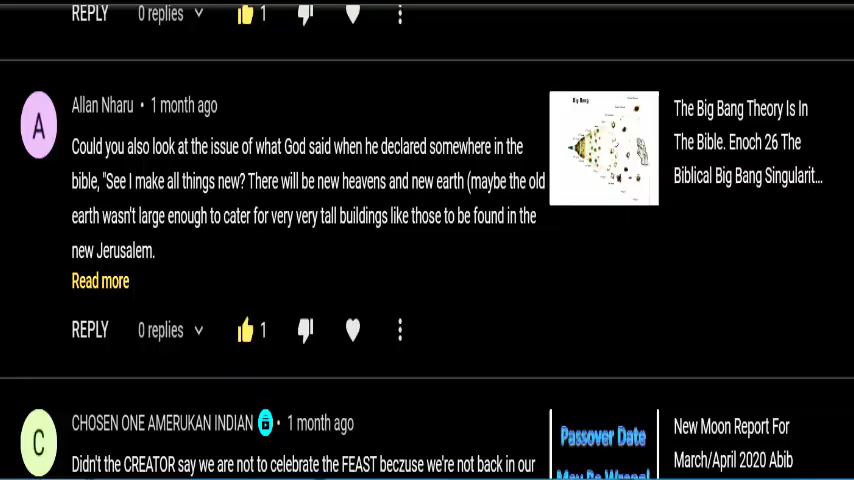 REPLY 0 replies 1
Allan Nharu • 1 month ago
Could you also look at the issue of what God said when he declared somewhere in the
bible, "See I make all things new? There will be new heavens and new earth (maybe the old
earth wasn't large enough to cater for very very tall buildings like those to be found in the
new Jerusalem.
Read more
REPLY 0 replies 1
Big Bang
The Big Bang Theory Is In
The Bible. Enoch 26 The
Biblical Big Bang Singularit...
A
CHOSEN ONE AMERUKAN INDIAN • 1 month ago
Didn't the CREATOR say we are not to celebrate the FEAST beczuse we're not back in our
C
Passover Date
May Be Wrong!
New Moon Report For
March/April 2020 Abib